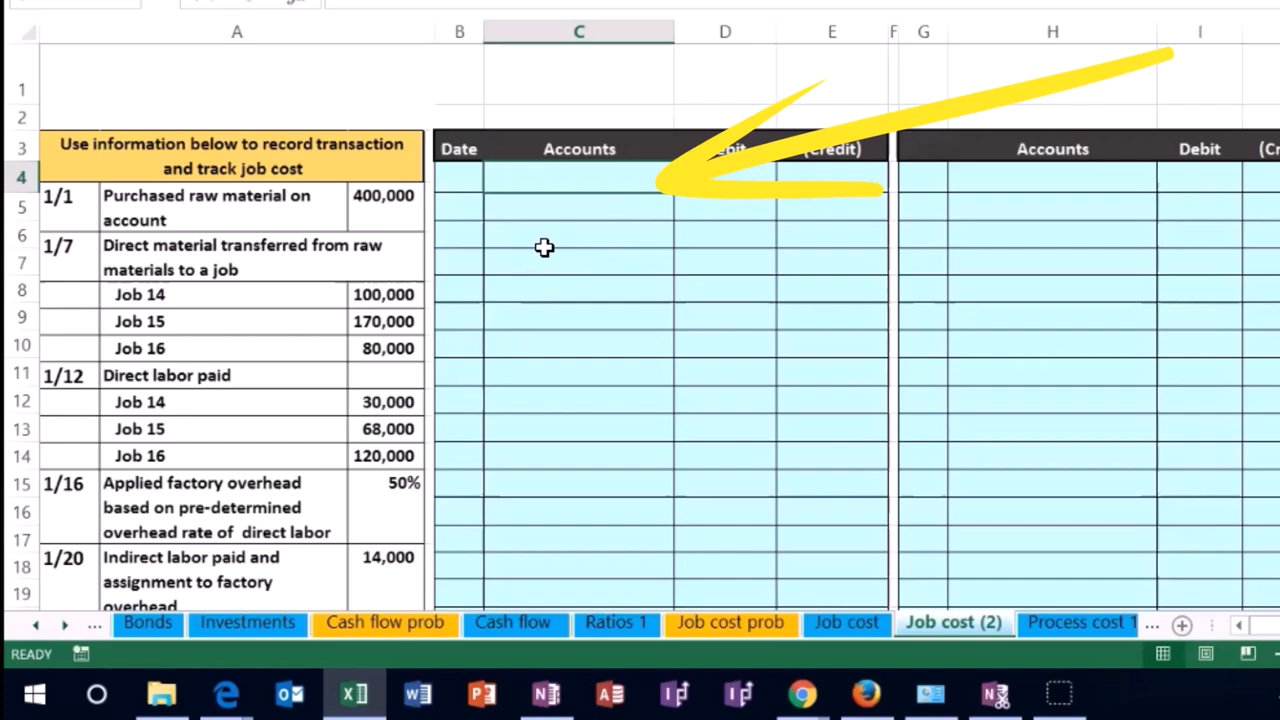 A B C D E F G H I
1
2
3
4
5
6
7
8
9
10
11
12
13
14
15
16
17
18
19
Use information below to record transaction
and track job cost
1/1 Purchased raw material on 400,000
account
1/7 Direct material transferred from raw
materials to a job
Job 14 100,000
Job 15 170,000
Job 16 80,000
1/12 Direct labor paid
Job 14 30,000
Job 15 68,000
Job 16 120,000
1/16 Applied factory overhead 50%
based on pre-determined
overhead rate of direct labor
1/20 Indirect labor paid and 14,000
assignment to factory
overhead
Date Accounts Debit (Credit)
Accounts Debit (Cr
... Bonds Investments Cash flow prob Cash flow Ratios 1 Job cost prob Job cost Job cost (2) Process cost 1 ...
READY